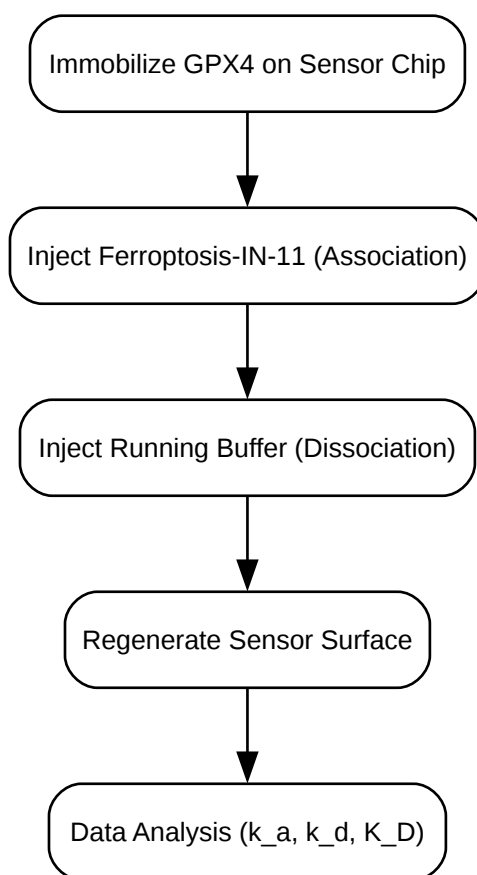 Immobilize GPX4 on Sensor Chip
Inject Ferroptosis-IN-11 (Association)
Inject Running Buffer (Dissociation)
Regenerate Sensor Surface
Data Analysis (k_a, k_d, K_D)